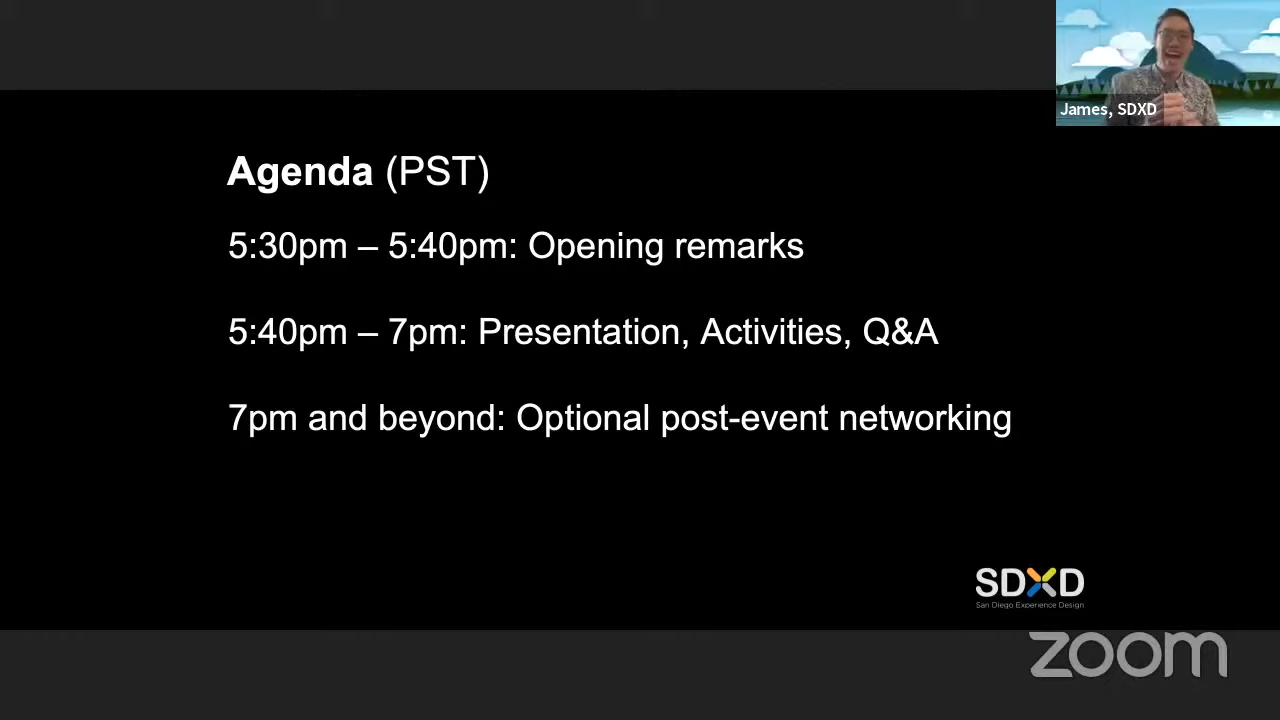 James, SDXD
Agenda (PST)
5:30pm – 5:40pm: Opening remarks
5:40pm – 7pm: Presentation, Activities, Q&A
7pm and beyond: Optional post-event networking
SDXD
San Diego Experience Design
zoom